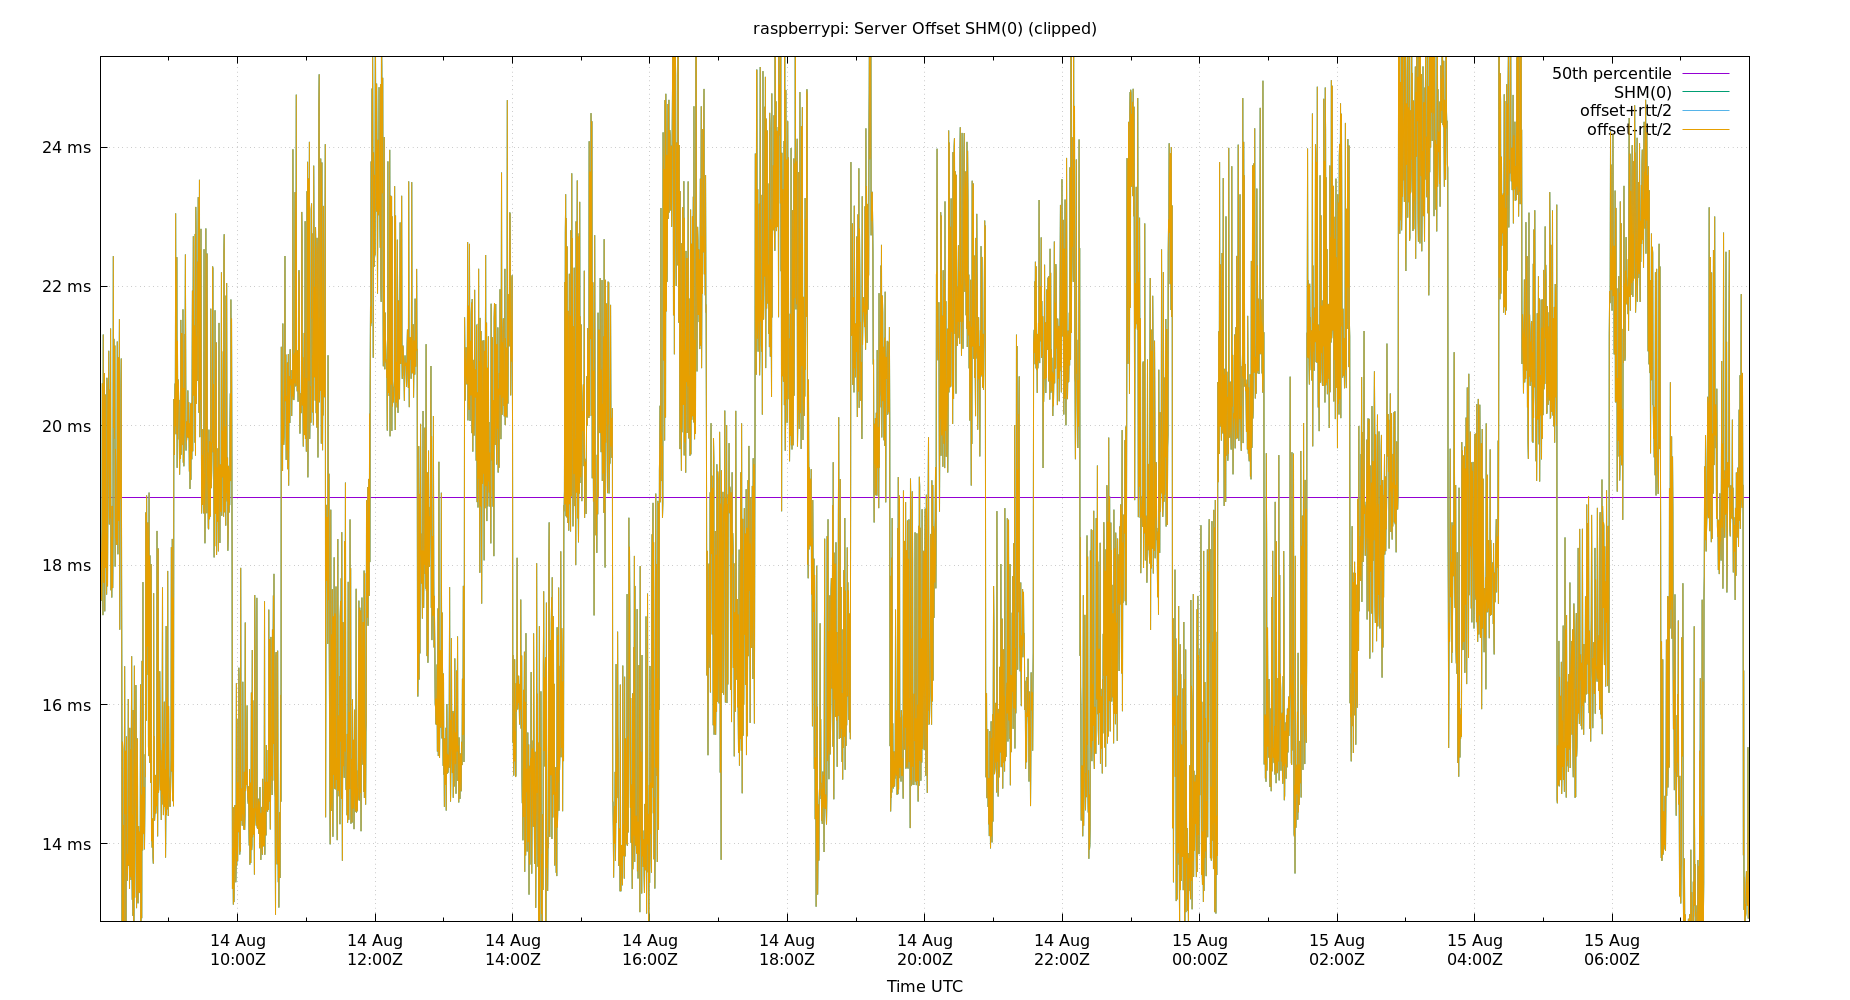 raspberrypi: Server Offset SHM(0) (clipped)
50th percentile
SHM(0)
offset+rtt/2
offset-rtt/2
24 ms
22 ms
20 ms
18 ms
16 ms
14 ms
14 Aug 14 Aug 14 Aug 14 Aug 14 Aug 14 Aug 14 Aug 15 Aug 15 Aug 15 Aug 15 Aug
10:00Z 12:00Z 14:00Z 16:00Z 18:00Z 20:00Z 22:00Z 00:00Z 02:00Z 04:00Z 06:00Z
Time UTC